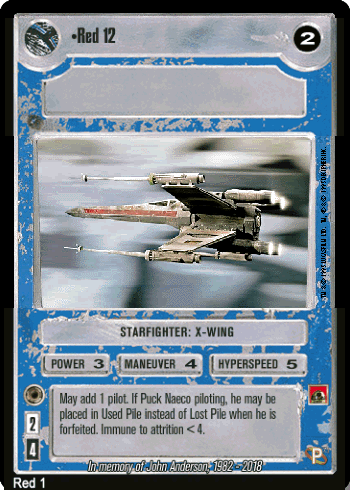 •Red 12
2
STARFIGHTER: X-WING
POWER 3
MANEUVER 4
HYPERSPEED 5
May add 1 pilot. If Puck Naeco piloting, he may be
placed in Used Pile instead of Lost Pile when he is
forfeited. Immune to attrition < 4.
2
4
P
In memory of John Anderson, 1982 - 2018
Red 1